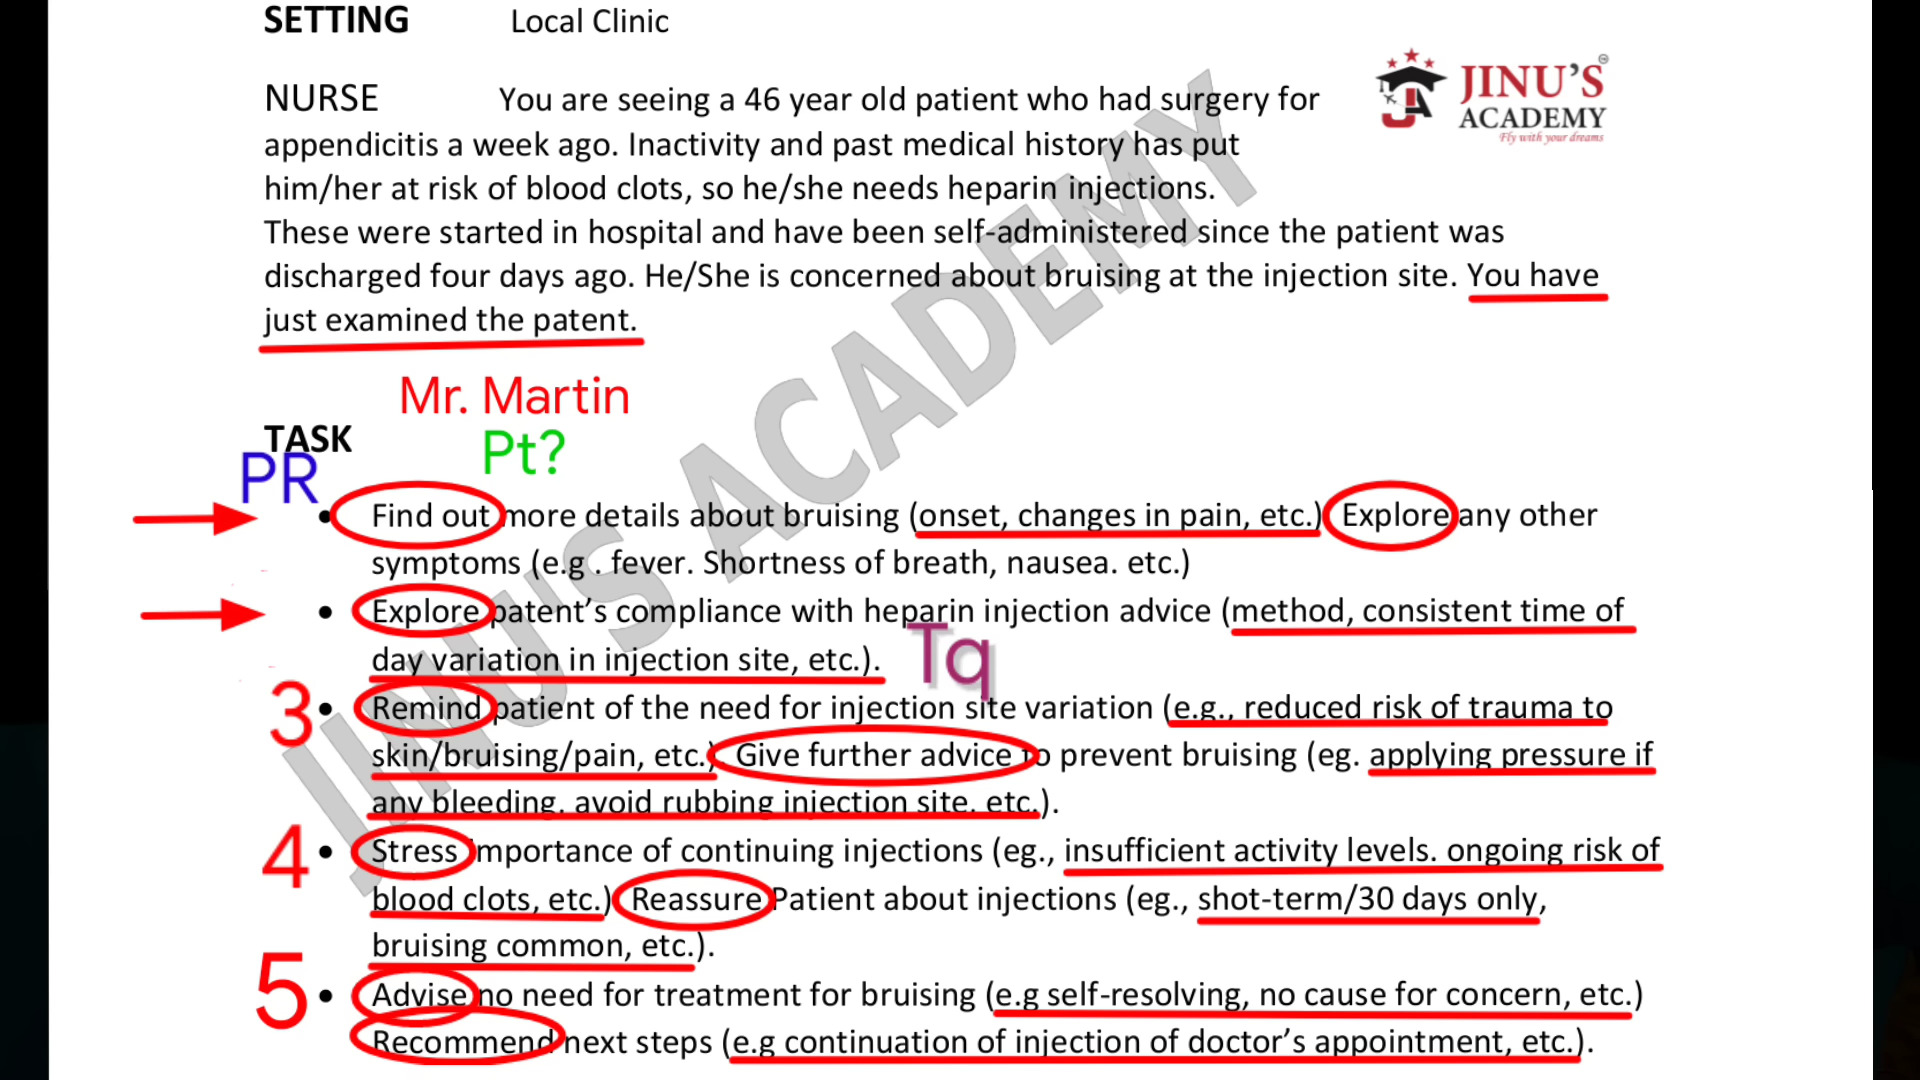 SETTING Local Clinic
JINU'S
ACADEMY
Fly with your dreams
NURSE You are seeing a 46 year old patient who had surgery for
appendicitis a week ago. Inactivity and past medical history has put
him/her at risk of blood clots, so he/she needs heparin injections.
These were started in hospital and have been self-administered since the patient was
discharged four days ago. He/She is concerned about bruising at the injection site. You have
just examined the patent.
Mr. Martin
TASK Pt?
PR
• Find out more details about bruising (onset, changes in pain, etc.) Explore any other
symptoms (e.g . fever. Shortness of breath, nausea. etc.)
• Explore patent's compliance with heparin injection advice (method, consistent time of
day variation in injection site, etc.). Tq
3 • Remind patient of the need for injection site variation (e.g., reduced risk of trauma to
skin/bruising/pain, etc.) Give further advice to prevent bruising (eg. applying pressure if
any bleeding. avoid rubbing injection site. etc.).
4 • Stress importance of continuing injections (eg., insufficient activity levels. ongoing risk of
blood clots, etc.) Reassure Patient about injections (eg., shot-term/30 days only,
bruising common, etc.).
5 • Advise no need for treatment for bruising (e.g self-resolving, no cause for concern, etc.)
Recommend next steps (e.g continuation of injection of doctor's appointment, etc.).
JINU'S ACADEMY